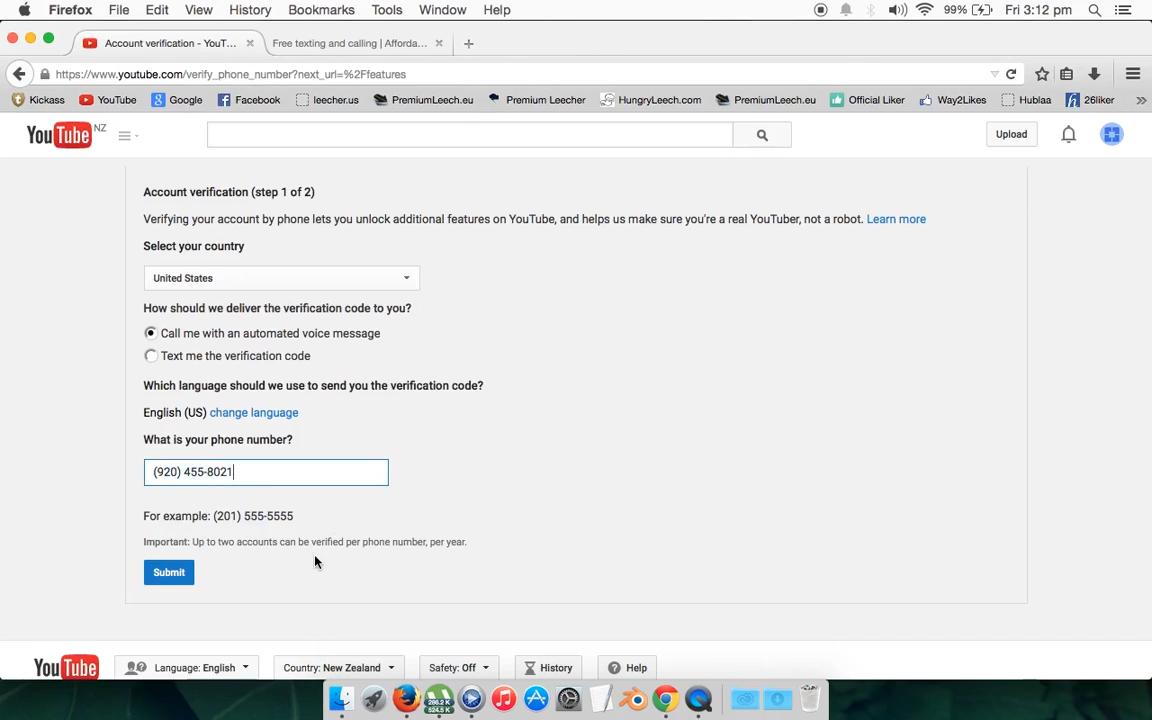 Firefox File Edit View History Bookmarks Tools Window Help 99% Fri 3:12 pm
Account verification - YouT... Free texting and calling | Afforda...
https://www.youtube.com/verify_phone_number?next_url=%2Ffeatures
Kickass YouTube Google Facebook leecher.us PremiumLeech.eu Premium Leecher HungryLeech.com PremiumLeech.eu Official Liker Way2Likes Hublaa 26liker
YouTube NZ Upload
Account verification (step 1 of 2)
Verifying your account by phone lets you unlock additional features on YouTube, and helps us make sure you're a real YouTuber, not a robot. Learn more
Select your country
United States
How should we deliver the verification code to you?
Call me with an automated voice message
Text me the verification code
Which language should we use to send you the verification code?
English (US) change language
What is your phone number?
(920) 455-8021
For example: (201) 555-5555
Important: Up to two accounts can be verified per phone number, per year.
Submit
YouTube Language: English Country: New Zealand Safety: Off History Help
286.2 K
524.5 K